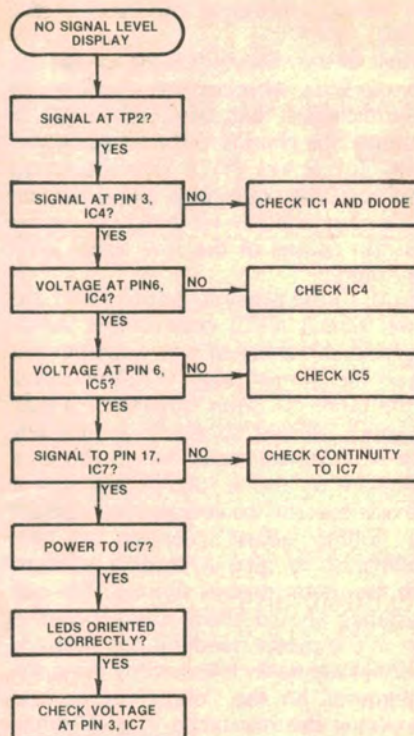 NO SIGNAL LEVEL
DISPLAY
SIGNAL AT TP2?
YES
SIGNAL AT PIN 3,
IC4?
NO
CHECK IC1 AND DIODE
YES
VOLTAGE AT PIN6,
IC4?
NO
CHECK IC4
YES
VOLTAGE AT PIN 6,
IC5?
NO
CHECK IC5
YES
SIGNAL TO PIN 17,
IC7?
NO
CHECK CONTINUITY
TO IC7
YES
POWER TO IC7?
YES
LEDS ORIENTED
CORRECTLY?
YES
CHECK VOLTAGE
AT PIN 3, IC7